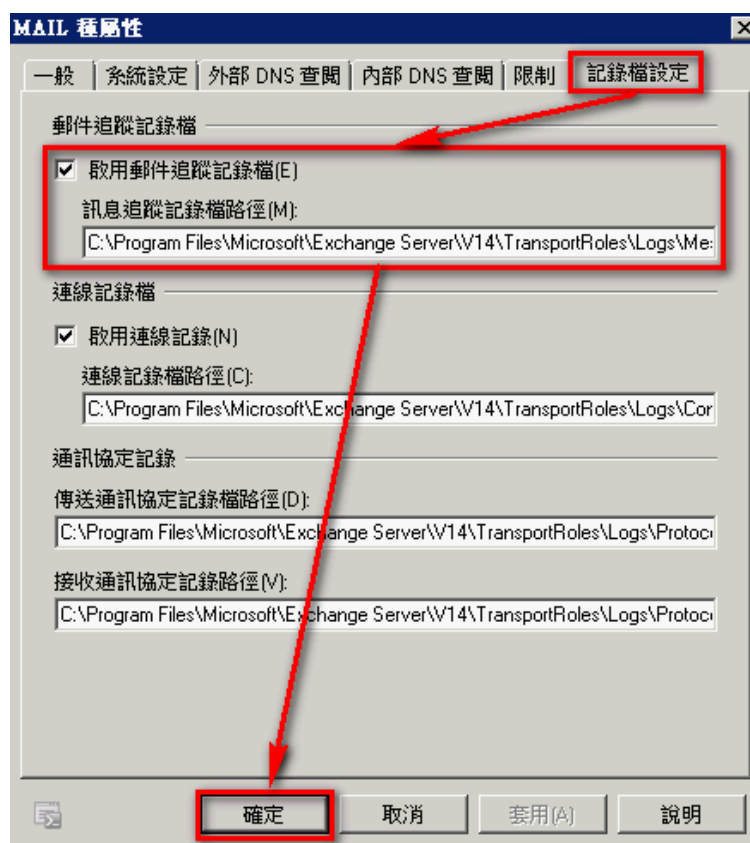 MAIL 種屬性
一般 系統設定 外部 DNS 查閱 內部 DNS 查閱 限制 記錄檔設定
郵件追蹤記錄檔
啟用郵件追蹤記錄檔(E)
訊息追蹤記錄檔路徑(M):
C:\Program Files\Microsoft\Exchange Server\V14\TransportRoles\Logs\Me
連線記錄檔
啟用連線記錄(N)
連線記錄檔路徑(C):
C:\Program Files\Microsoft\Exchange Server\V14\TransportRoles\Logs\Cor
通訊協定記錄
傳送通訊協定記錄檔路徑(D):
C:\Program Files\Microsoft\Exchange Server\V14\TransportRoles\Logs\Protoc
接收通訊協定記錄路徑(V):
C:\Program Files\Microsoft\Exchange Server\V14\TransportRoles\Logs\Protoc
確定 取消 套用(A) 說明